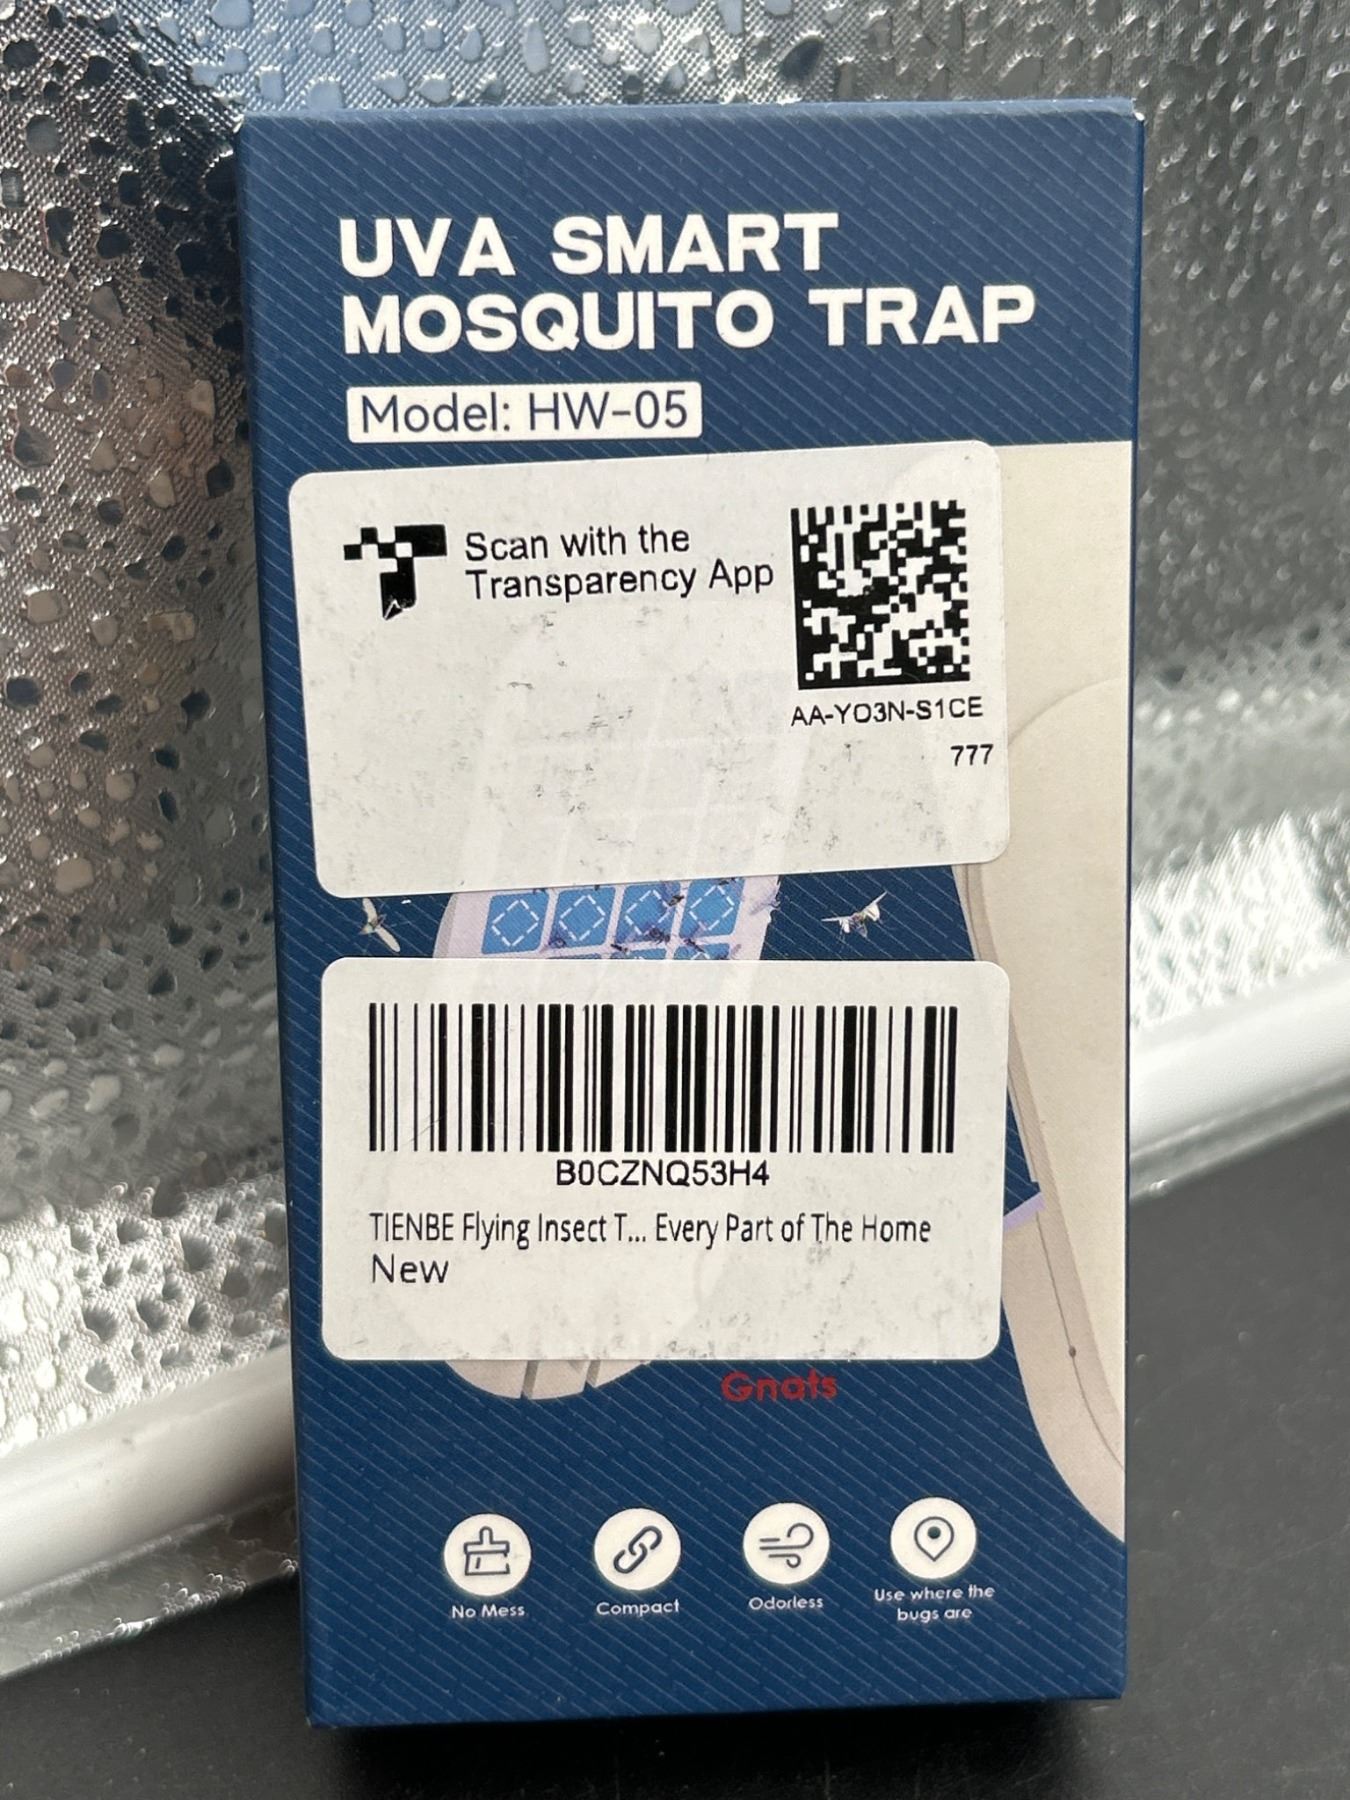 UVA SMART
MOSQUITO TRAP
Model: HW-05
Scan with the
Transparency App
AA-YO3N-S1CE
777
B0CZNQ53H4
TIENBE Flying Insect T... Every Part of The Home
New
Gnats
No Mess
Compact
Odorless
Use where the
bugs are